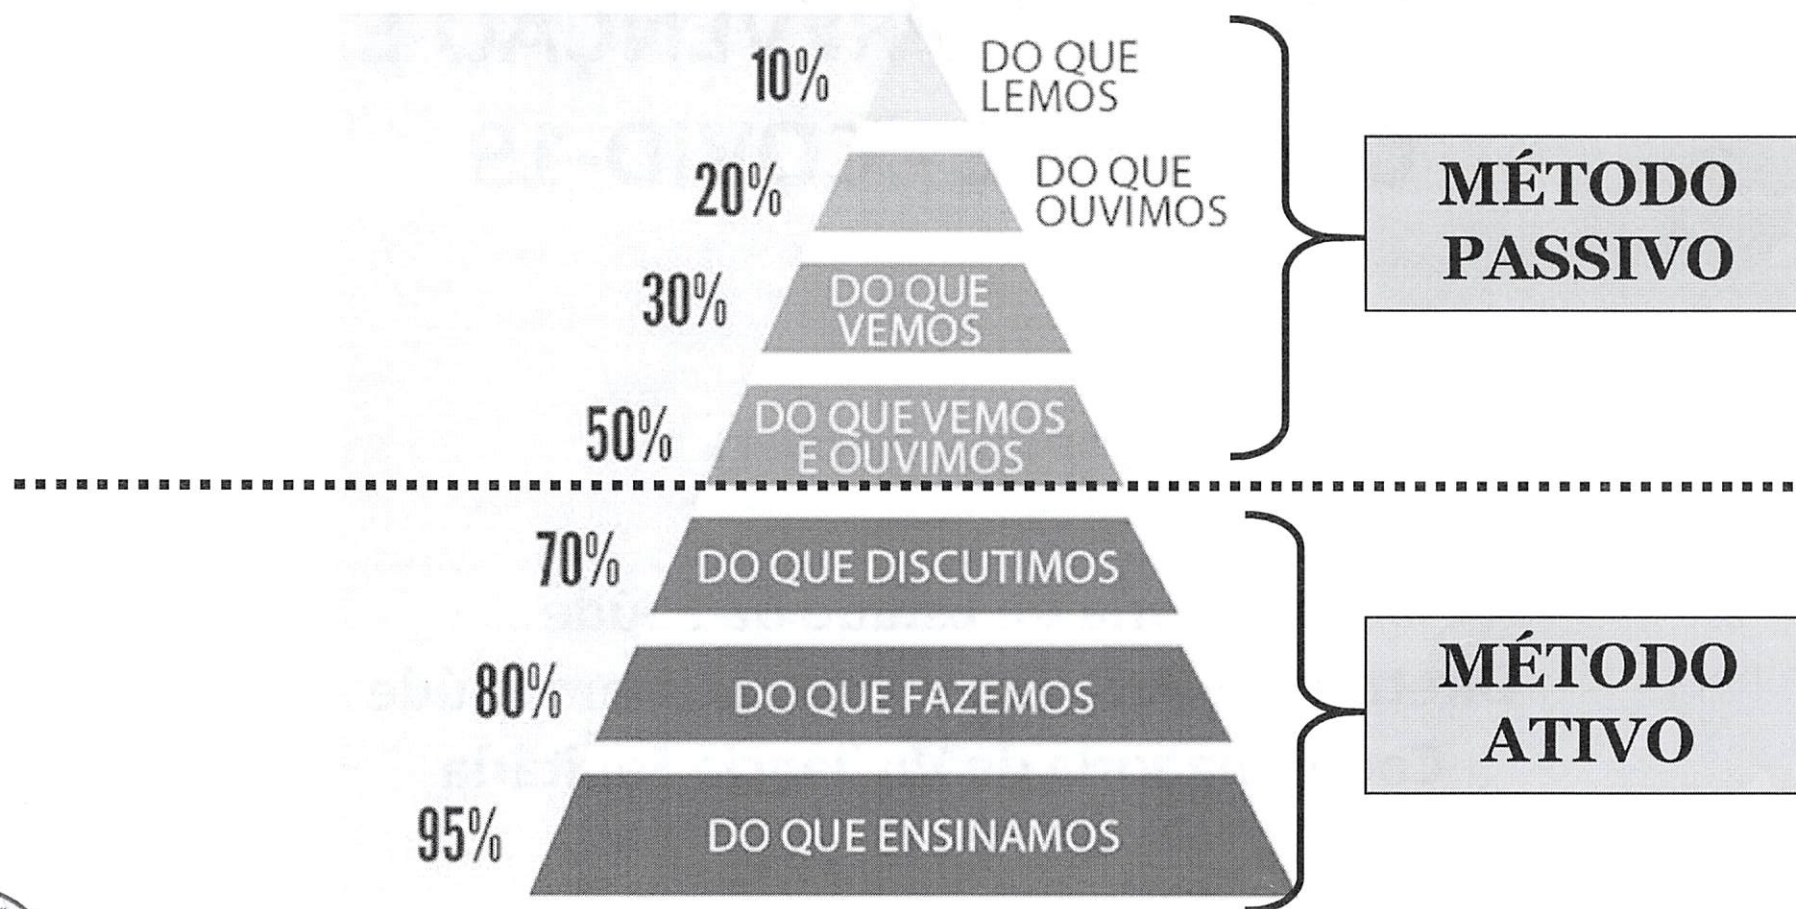 10%
DO QUE
LEMOS
20%
DO QUE
OUVIMOS
30%
DO QUE
VEMOS
50%
DO QUE VEMOS
E OUVIMOS
MÉTODO
PASSIVO
70%
DO QUE DISCUTIMOS
80%
DO QUE FAZEMOS
95%
DO QUE ENSINAMOS
MÉTODO
ATIVO